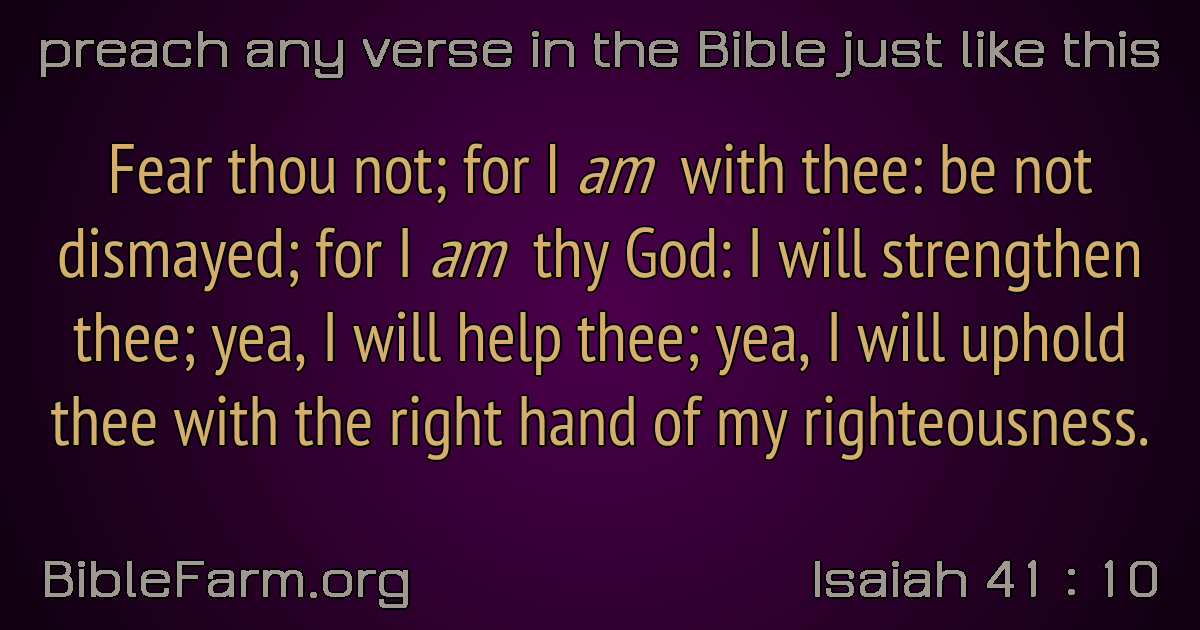 preach any verse in the Bible just like this
Fear thou not; for I am with thee: be not
dismayed; for I am thy God: I will strengthen
thee; yea, I will help thee; yea, I will uphold
thee with the right hand of my righteousness.
BibleFarm.org
Isaiah 41 : 10